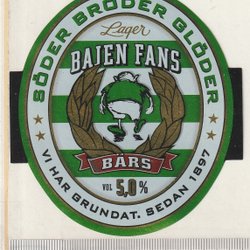 SÖDER BRÖDER GLÖDER
Lager
BAJEN FANS
BÄRS
VOL 5,0%
VI HAR GRUNDAT. SEDAN 1897